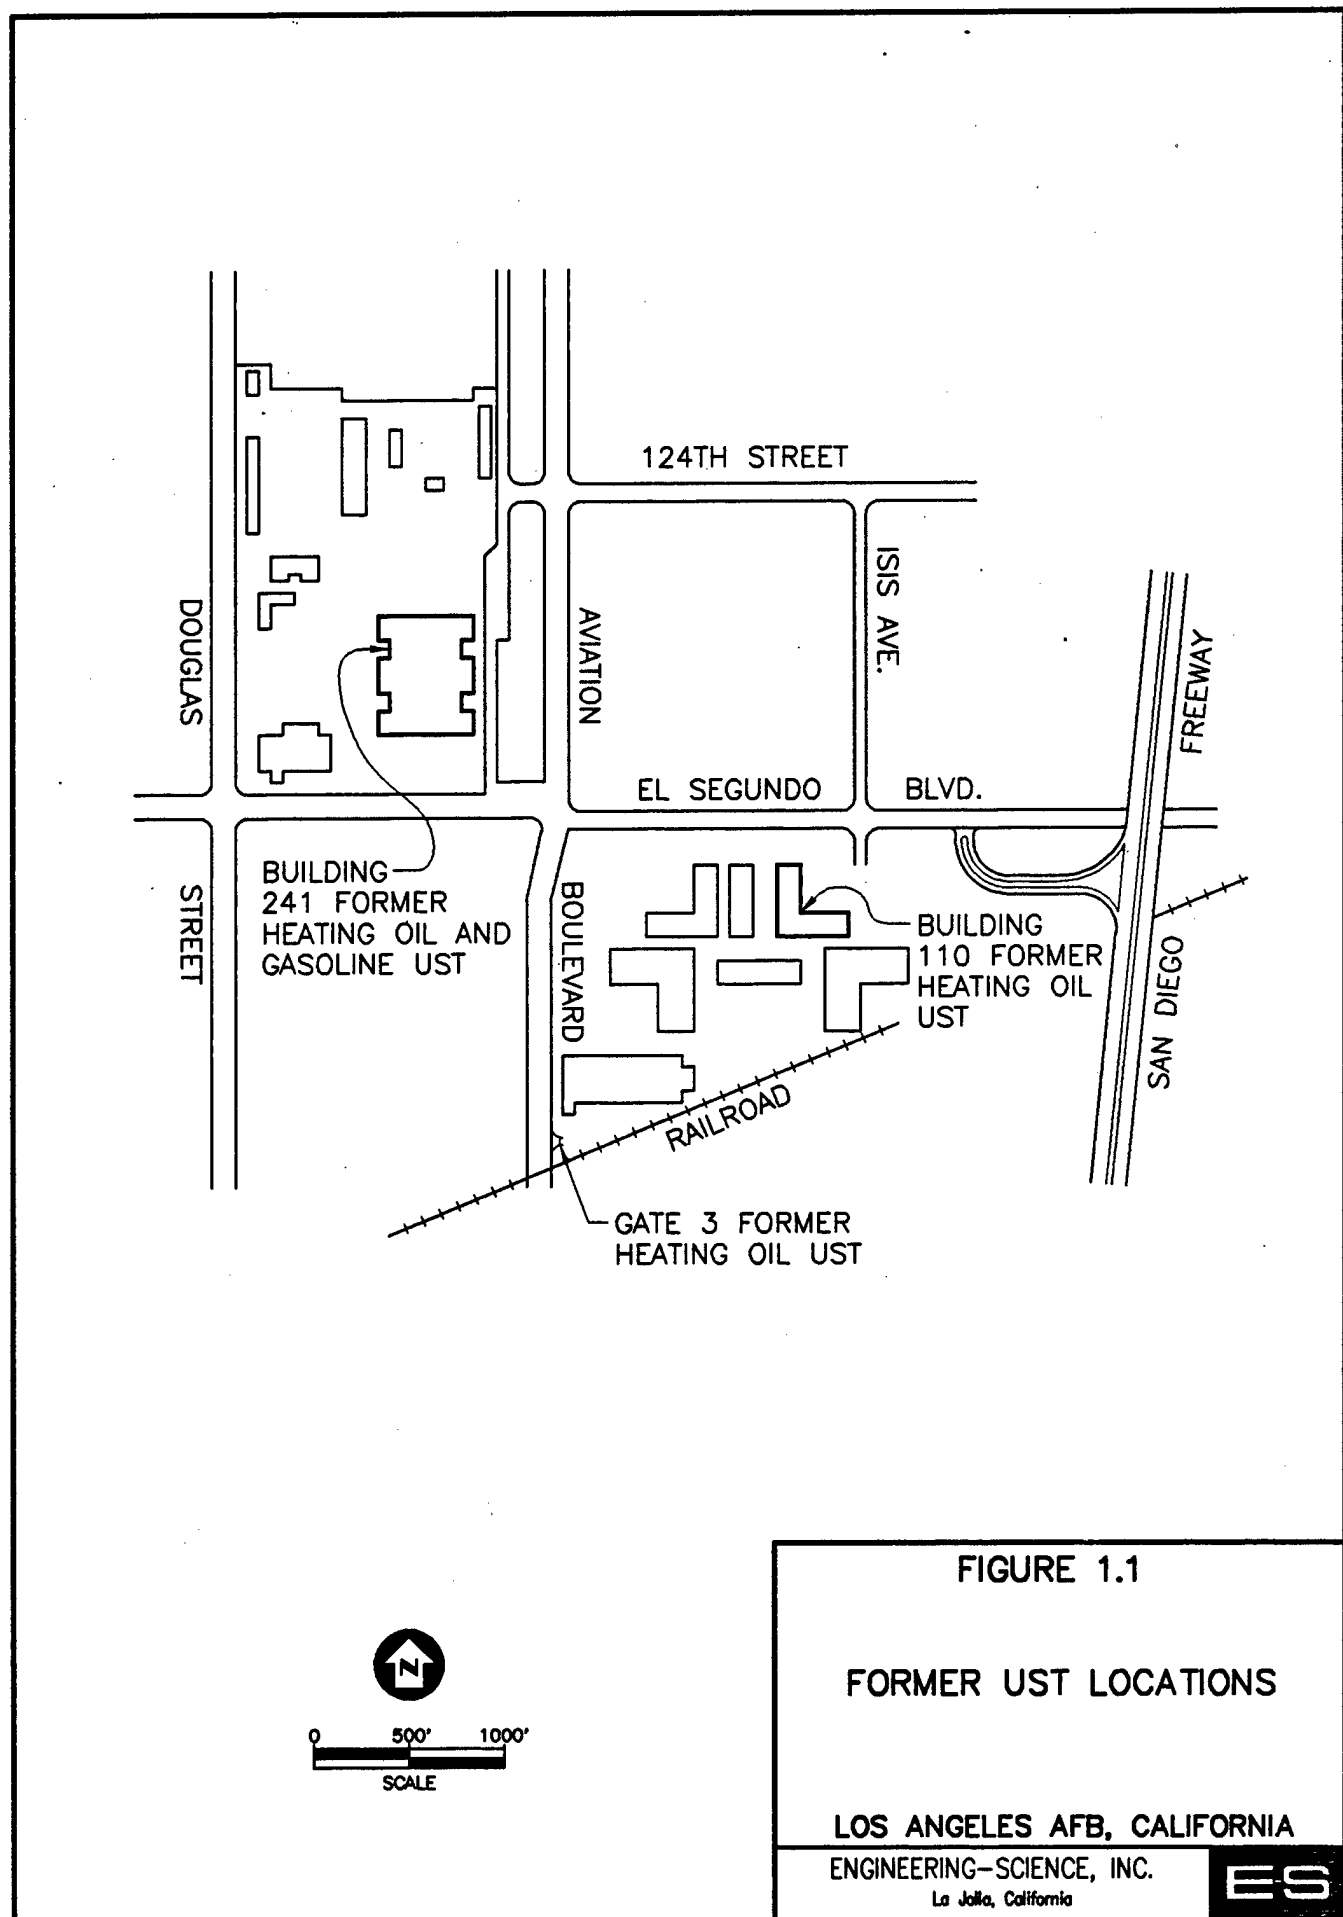 124TH STREET
ISIS AVE.
DOUGLAS
AVIATION
FREEWAY
EL SEGUNDO BLVD.
BUILDING
241 FORMER
HEATING OIL AND
GASOLINE UST
STREET
BOULEVARD
BUILDING
110 FORMER
HEATING OIL
UST
SAN DIEGO
RAILROAD
GATE 3 FORMER
HEATING OIL UST
N
0 500' 1000'
SCALE
FIGURE 1.1
FORMER UST LOCATIONS
LOS ANGELES AFB, CALIFORNIA
ENGINEERING-SCIENCE, INC.
La Jolla, California
ES